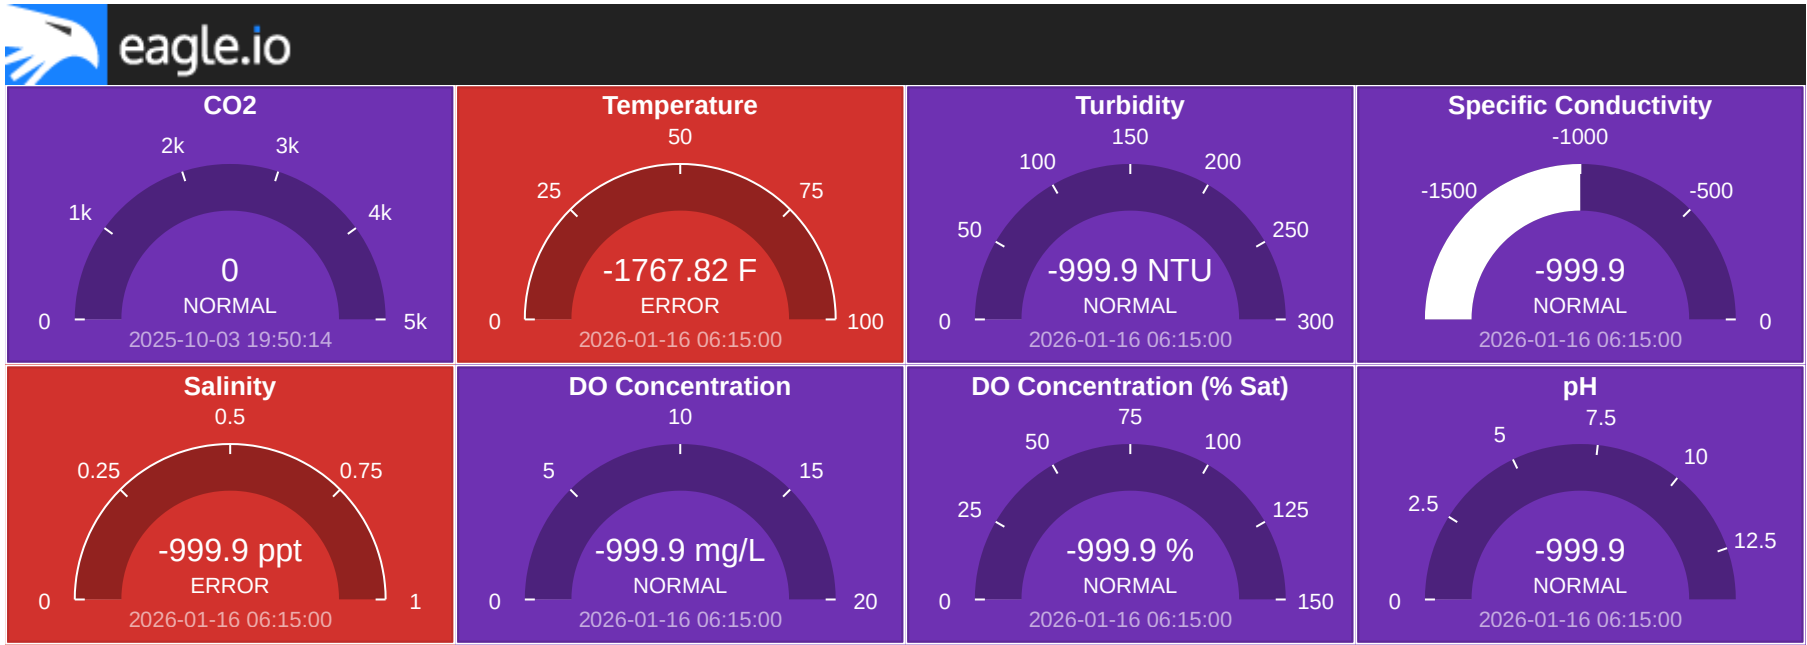 eagle.io
CO2
2k
3k
1k
4k
0
NORMAL
0
5k
2025-10-03 19:50:14
Temperature
50
25
75
-1767.82 F
ERROR
0
100
2026-01-16 06:15:00
Turbidity
150
100
200
50
250
-999.9 NTU
NORMAL
0
300
2026-01-16 06:15:00
Specific Conductivity
-1000
-1500
-500
-999.9
NORMAL
0
2026-01-16 06:15:00
Salinity
0.5
0.25
0.75
-999.9 ppt
ERROR
0
1
2026-01-16 06:15:00
DO Concentration
10
5
15
-999.9 mg/L
NORMAL
0
20
2026-01-16 06:15:00
DO Concentration (% Sat)
75
50
100
25
125
-999.9 %
NORMAL
0
150
2026-01-16 06:15:00
pH
7.5
5
10
2.5
12.5
-999.9
NORMAL
0
2026-01-16 06:15:00